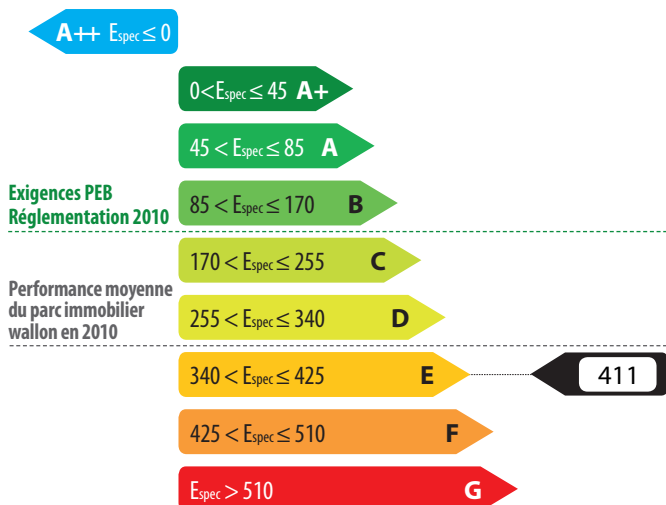 A++ Espec ≤ 0
0<Espec ≤ 45 A+
45 < Espec ≤ 85 A
Exigences PEB
Réglementation 2010
85 < Espec ≤ 170 B
170 < Espec ≤ 255 C
Performance moyenne
du parc immobilier
wallon en 2010
255 < Espec ≤ 340 D
340 < Espec ≤ 425 E
411
425 < Espec ≤ 510 F
Espec > 510 G